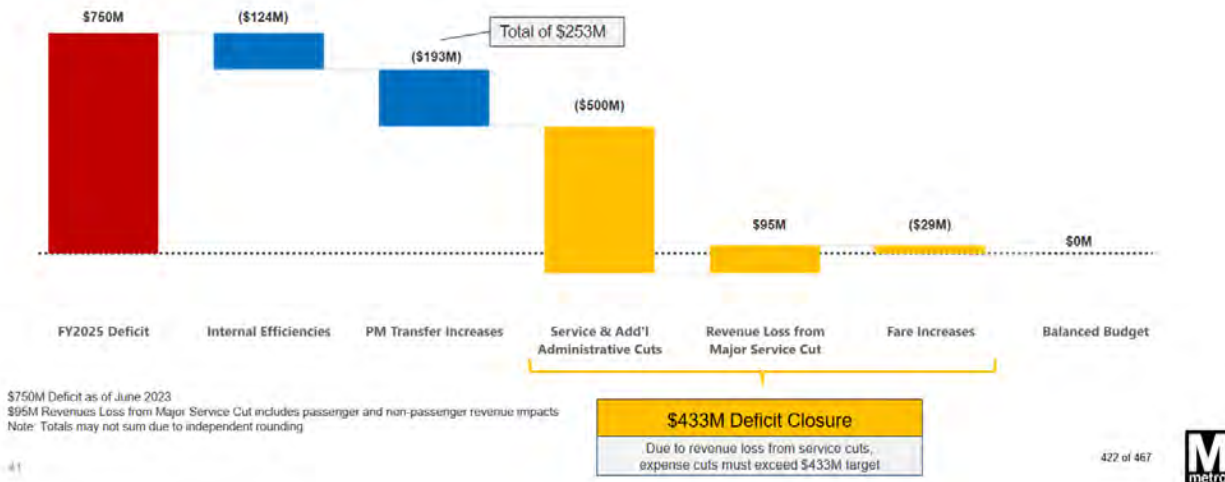 $750M
($124M)
Total of $253M
($193M)
($500M)
$95M
($29M)
$0M
FY2025 Deficit
Internal Efficiencies
PM Transfer Increases
Service & Add'l
Administrative Cuts
Revenue Loss from
Major Service Cut
Fare Increases
Balanced Budget
$750M Deficit as of June 2023
$95M Revenues Loss from Major Service Cut includes passenger and non-passenger revenue impacts
Note: Totals may not sum due to independent rounding
$433M Deficit Closure
Due to revenue loss from service cuts,
expense cuts must exceed $433M target
41
422 of 467
M
metro